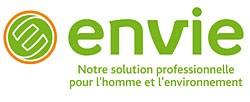 envie
Notre solution professionnelle
pour l'homme et l'environnement